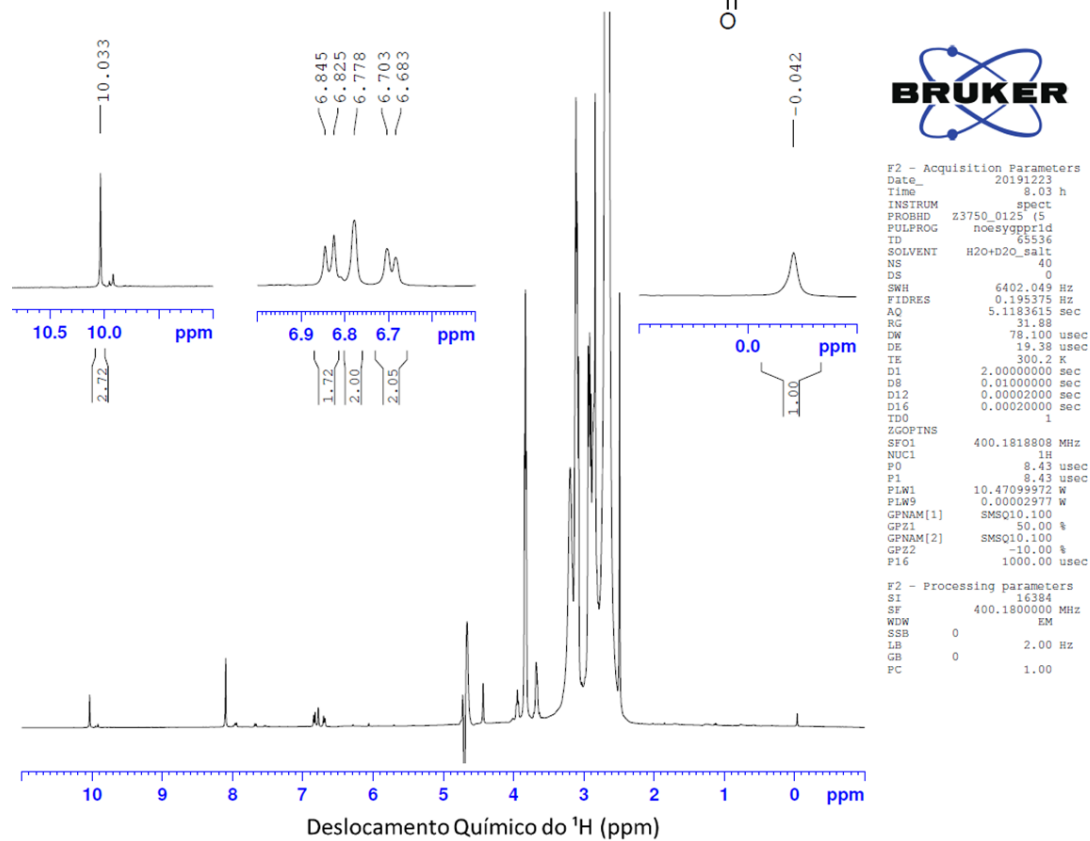 O
10.033
6.845
6.825
6.778
6.703
6.683
-0.042
BRUKER
10.5 10.0 ppm
6.9 6.8 6.7 ppm
0.0 ppm
2.72
1.72
2.00
2.05
1.00
F2 - Acquisition Parameters
Date_ 20191223
Time 8.03 h
INSTRUM spect
PROBHD Z3750_0125 (5
PULPROG noesygppr1d
TD 65536
SOLVENT H2O+D2O_salt
NS 40
DS 0
SWH 6402.049 Hz
FIDRES 0.195375 Hz
AQ 5.1183615 sec
RG 31.88
DW 78.100 usec
DE 19.38 usec
TE 300.2 K
D1 2.00000000 sec
D8 0.01000000 sec
D12 0.00002000 sec
D16 0.00020000 sec
TD0 1
ZGOPTNS
SFO1 400.1818808 MHz
NUC1 1H
P0 8.43 usec
P1 8.43 usec
PLW1 10.47099972 W
PLW9 0.00002977 W
GPNAM[1] SMSQ10.100
GPZ1 50.00 %
GPNAM[2] SMSQ10.100
GPZ2 -10.00 %
P16 1000.00 usec
F2 - Processing parameters
SI 16384
SF 400.1800000 MHz
WDW EM
SSB 0
LB 2.00 Hz
GB 0
PC 1.00
10 9 8 7 6 5 4 3 2 1 0 ppm
Deslocamento Químico do ¹H (ppm)